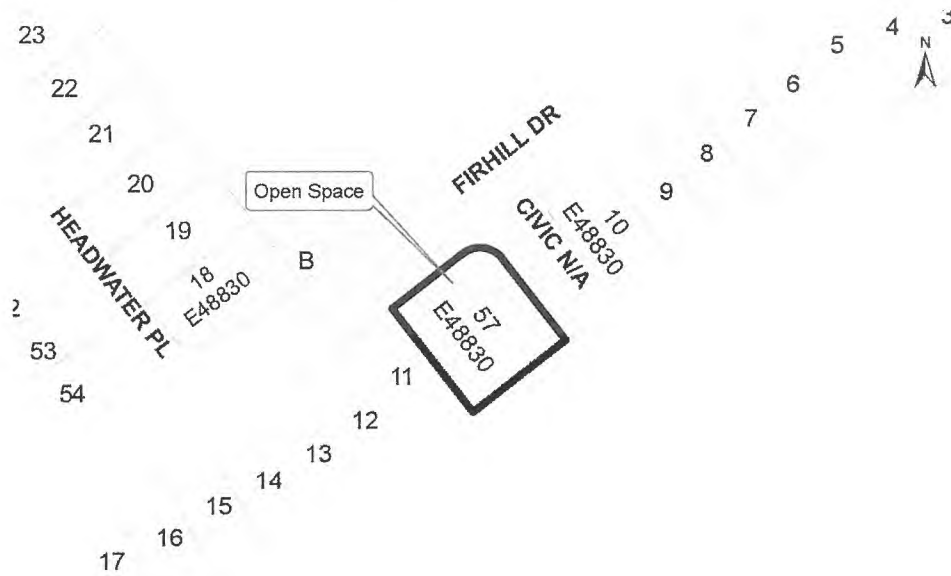 3
4
23
5
N
6
22
7
21
8
FIRHILL DR
20
Open Space
9
10
E48830
CIVIC N/A
19
HEADWATER PL
18
E48830
B
2
57
E48830
53
54
11
12
13
14
15
16
17